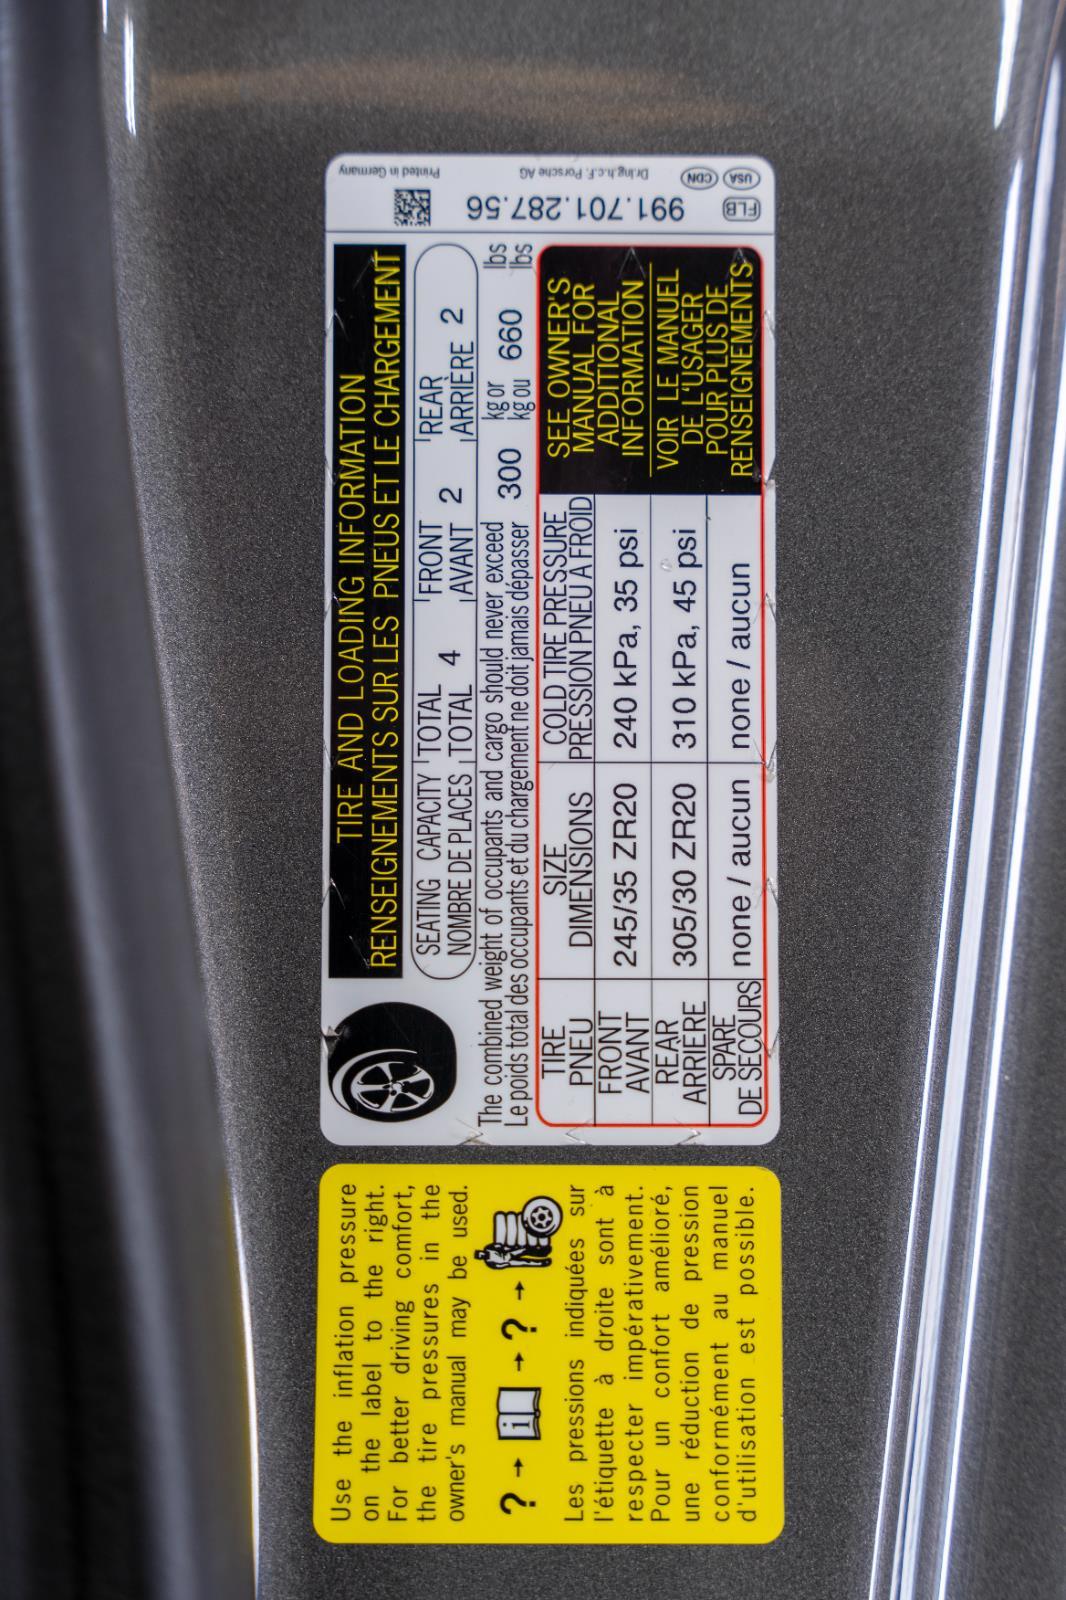 Use the inflation pressure
on the label to the right.
For better driving comfort,
the tire pressures in the
owner's manual may be used.
? → i → ? →
Les pressions indiquées sur
l'étiquette à droite sont à
respecter impérativement.
Pour un confort amélioré,
une réduction de pression
conformément au manuel
d'utilisation est possible.
TIRE AND LOADING INFORMATION
RENSEIGNEMENTS SUR LES PNEUS ET LE CHARGEMENT
SEATING CAPACITY TOTAL FRONT REAR
NOMBRE DE PLACES TOTAL 4 AVANT 2 ARRIÈRE 2
The combined weight of occupants and cargo should never exceed 300 kg or 660 lbs
Le poids total des occupants et du chargement ne doit jamais dépasser kg ou lbs
TIRE SIZE COLD TIRE PRESSURE
PNEU DIMENSIONS PRESSION PNEU A FROID
FRONT
AVANT 245/35 ZR20 240 kPa, 35 psi
REAR
ARRIÈRE 305/30 ZR20 310 kPa, 45 psi
SPARE
DE SECOURS none / aucun none / aucun
SEE OWNER'S
MANUAL FOR
ADDITIONAL
INFORMATION
VOIR LE MANUEL
DE L'USAGER
POUR PLUS DE
RENSEIGNEMENTS
FLB 991.701.287.56
USA CDN Dr.Ing.h.c.F. Porsche AG Printed in Germany